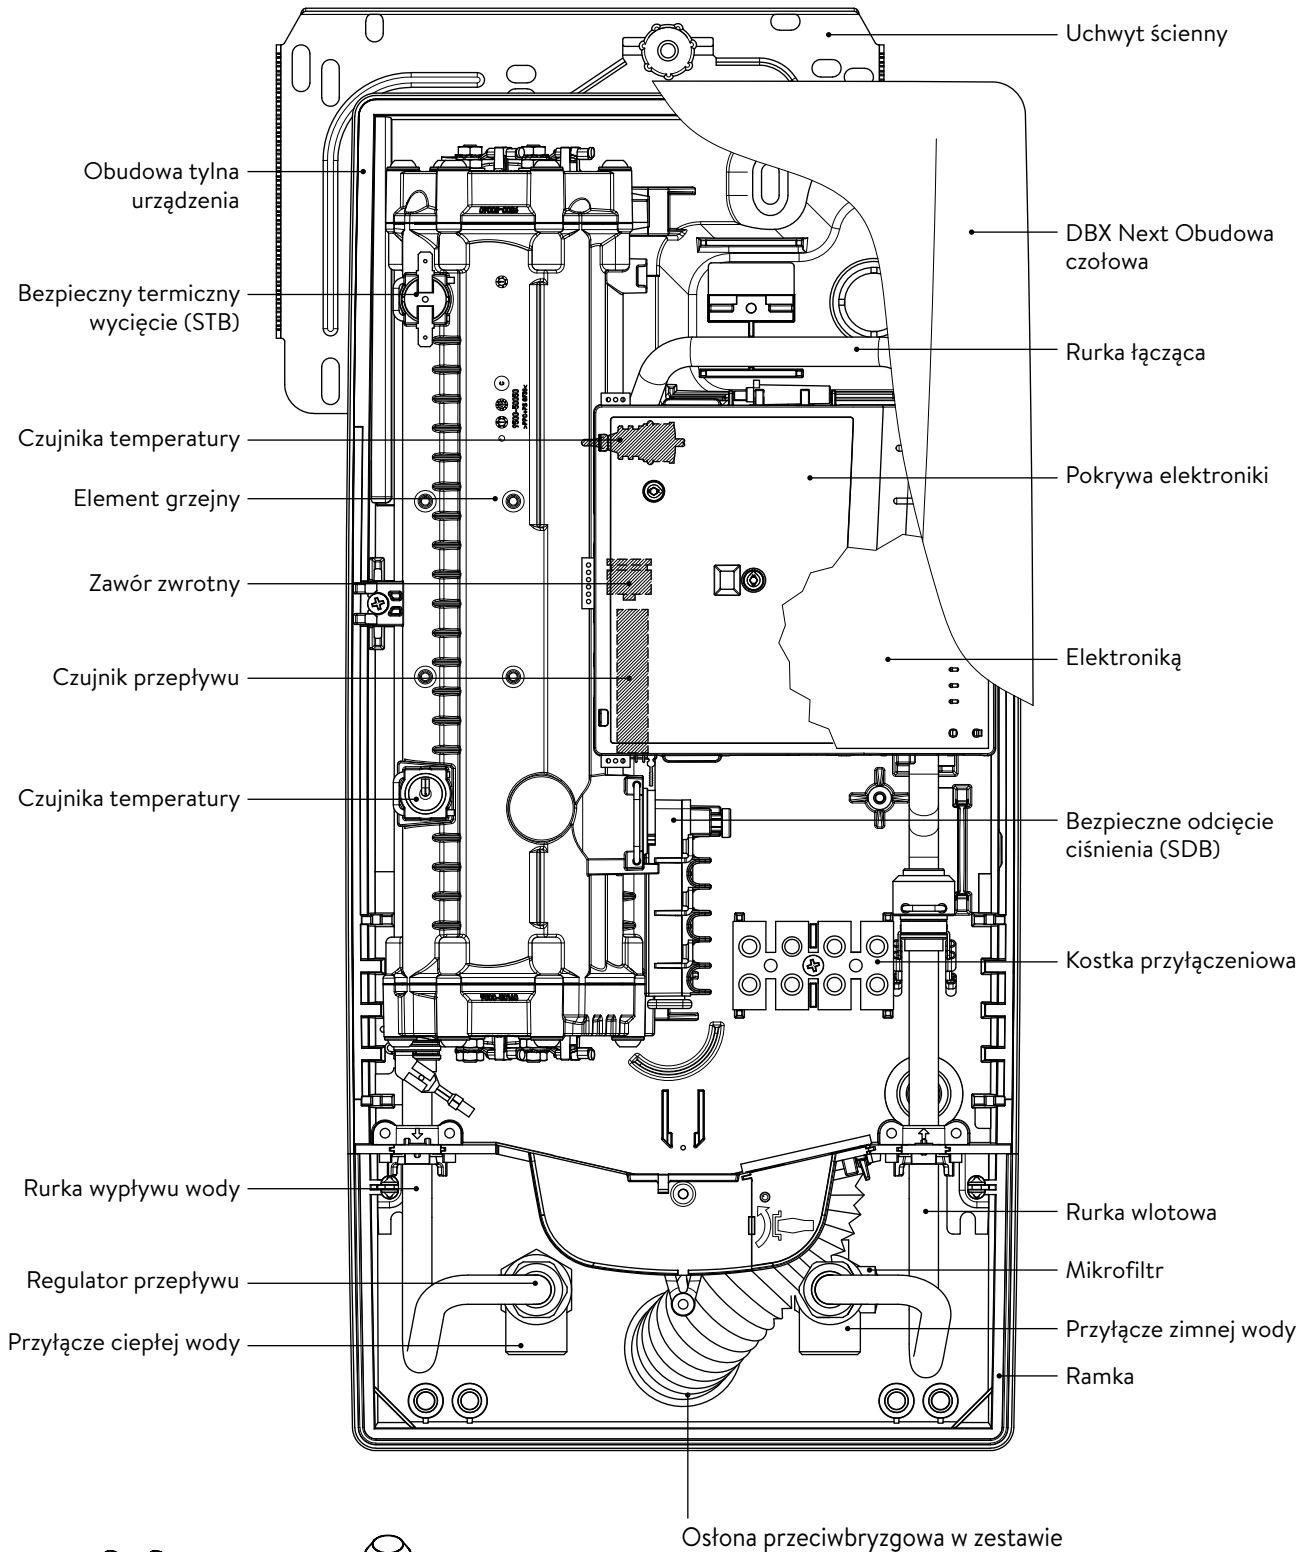 Uchwyt ścienny
Obudowa tylna
urządzenia
DBX Next Obudowa
czołowa
Bezpieczny termiczny
wycięcie (STB)
Rurka łącząca
Czujnika temperatury
Pokrywa elektroniki
Element grzejny
Zawór zwrotny
Elektroniką
Czujnik przepływu
Czujnika temperatury
Bezpieczne odcięcie
ciśnienia (SDB)
Kostka przyłączeniowa
Rurka wypływu wody
Rurka wlotowa
Regulator przepływu
Mikrofiltr
Przyłącze ciepłej wody
Przyłącze zimnej wody
Ramka
Osłona przeciwbryzgowa w zestawie